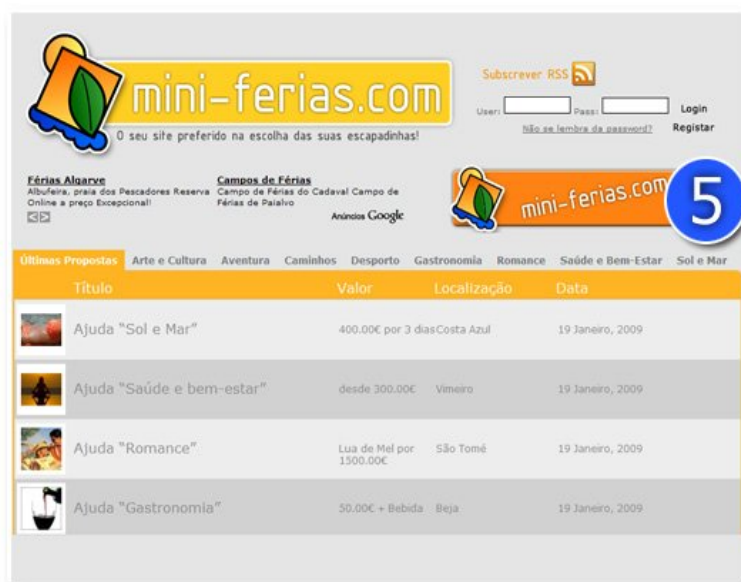 mini-ferias.com
O seu site preferido na escolha das suas escapadinhas!
Subscrever RSS
User: Pass: Login
Não se lembra da password? Registar
Férias Algarve
Albufeira, praia dos Pescadores Reserva
Online a preço Excepcional!
Campos de Férias
Campo de Férias do Cadaval Campo de
Férias de Paialvo
Anúncios Google
mini-ferias.com
5
Últimas Propostas Arte e Cultura Aventura Caminhos Desporto Gastronomia Romance Saúde e Bem-Estar Sol e Mar
Título Valor Localização Data
Ajuda "Sol e Mar" 400.00€ por 3 dias Costa Azul 19 Janeiro, 2009
Ajuda "Saúde e bem-estar" desde 300.00€ Vimeiro 19 Janeiro, 2009
Ajuda "Romance" Lua de Mel por São Tomé 19 Janeiro, 2009
1500.00€
Ajuda "Gastronomia" 50.00€ + Bebida Beja 19 Janeiro, 2009